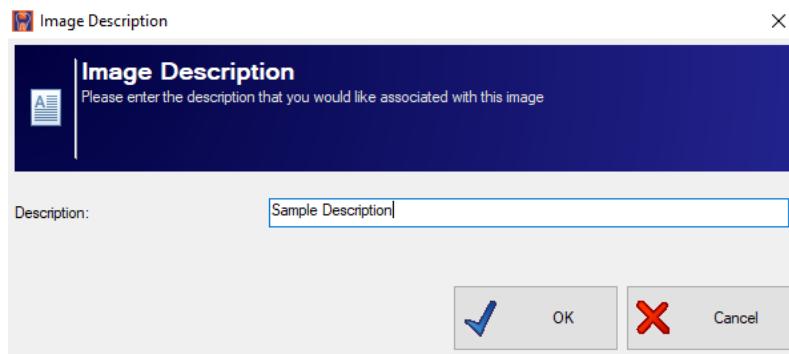 Image Description
Image Description
Please enter the description that you would like associated with this image
Description: Sample Description
OK Cancel